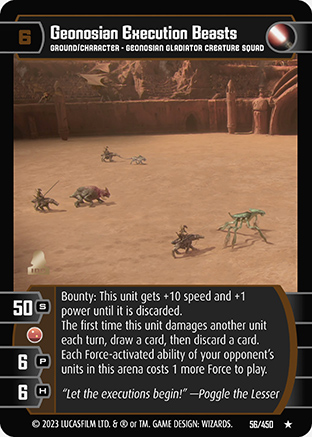 6
Geonosian Execution Beasts
GROUND/CHARACTER - GEONOSIAN GLADIATOR CREATURE SQUAD
50 S
Bounty: This unit gets +10 speed and +1
power until it is discarded.
The first time this unit damages another unit
each turn, draw a card, then discard a card.
6 P
Each Force-activated ability of your opponent's
units in this arena costs 1 more Force to play.
6 H
“Let the executions begin!” —Poggle the Lesser
© 2023 LUCASFILM LTD. & ® or TM. GAME DESIGN: WIZARDS.
56/450 ★